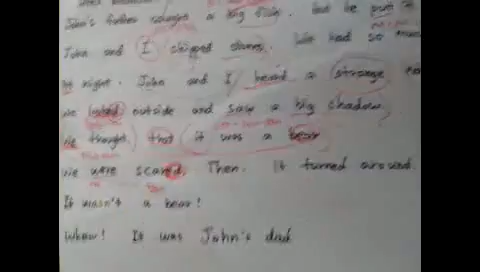 John's father caught a big fish. But he put
John and I skipped stones. We had so much
at night. John and I heard a strange
We looked outside and saw a big shadow.
We thought that it was a bear
We were scared. Then. It turned around.
It wasn't a bear!
Whew! It was John's dad